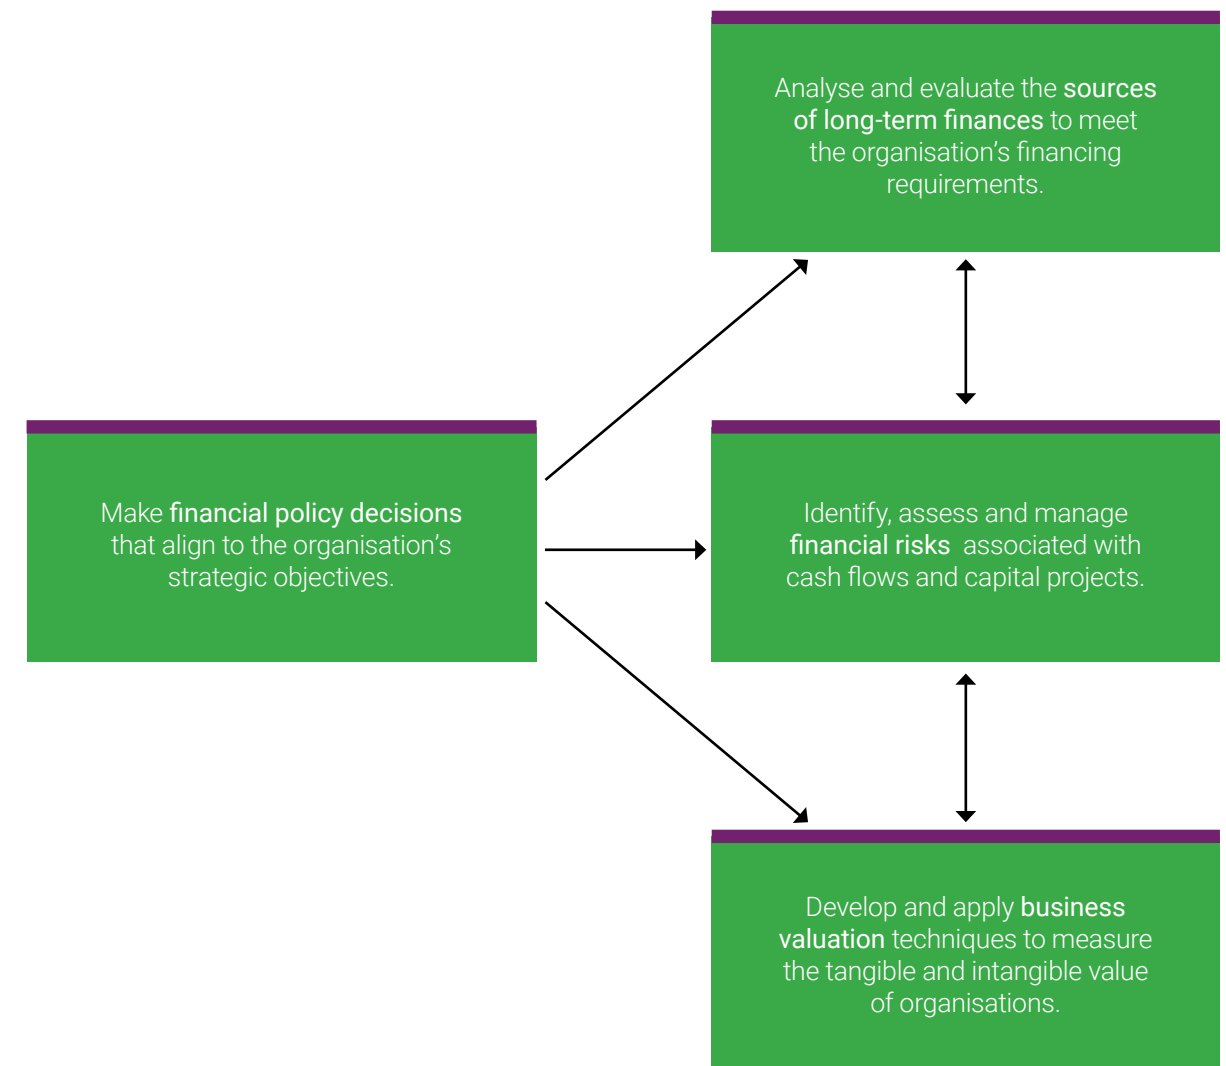 Analyse and evaluate the sources
of long-term finances to meet
the organisation’s financing
requirements.
Make financial policy decisions
that align to the organisation’s
strategic objectives.
Identify, assess and manage
financial risks associated with
cash flows and capital projects.
Develop and apply business
valuation techniques to measure
the tangible and intangible value
of organisations.